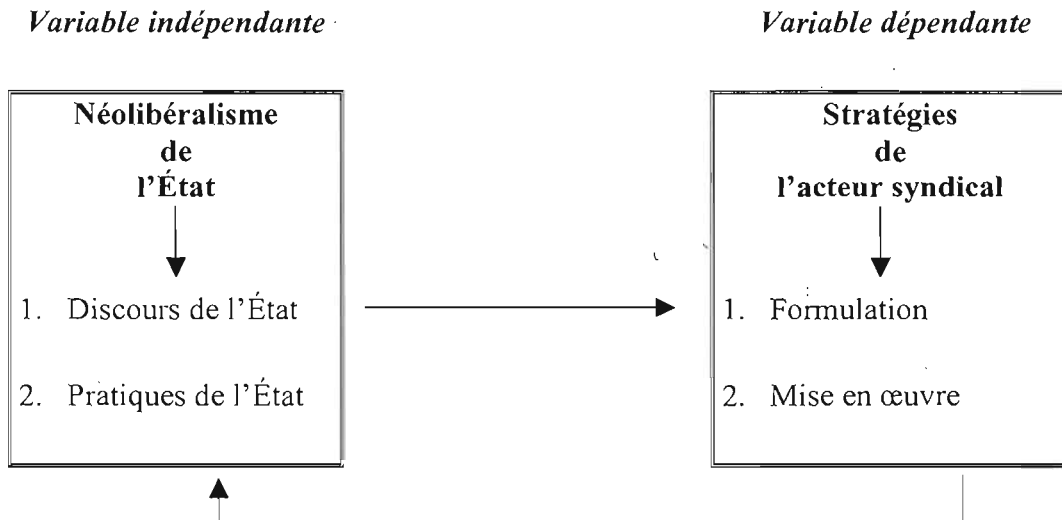 Variable indépendante
Variable dépendante
Néolibéralisme
de
l'État
1. Discours de l'État
2. Pratiques de l'État
Stratégies
de
l'acteur syndical
1. Formulation
2. Mise en œuvre